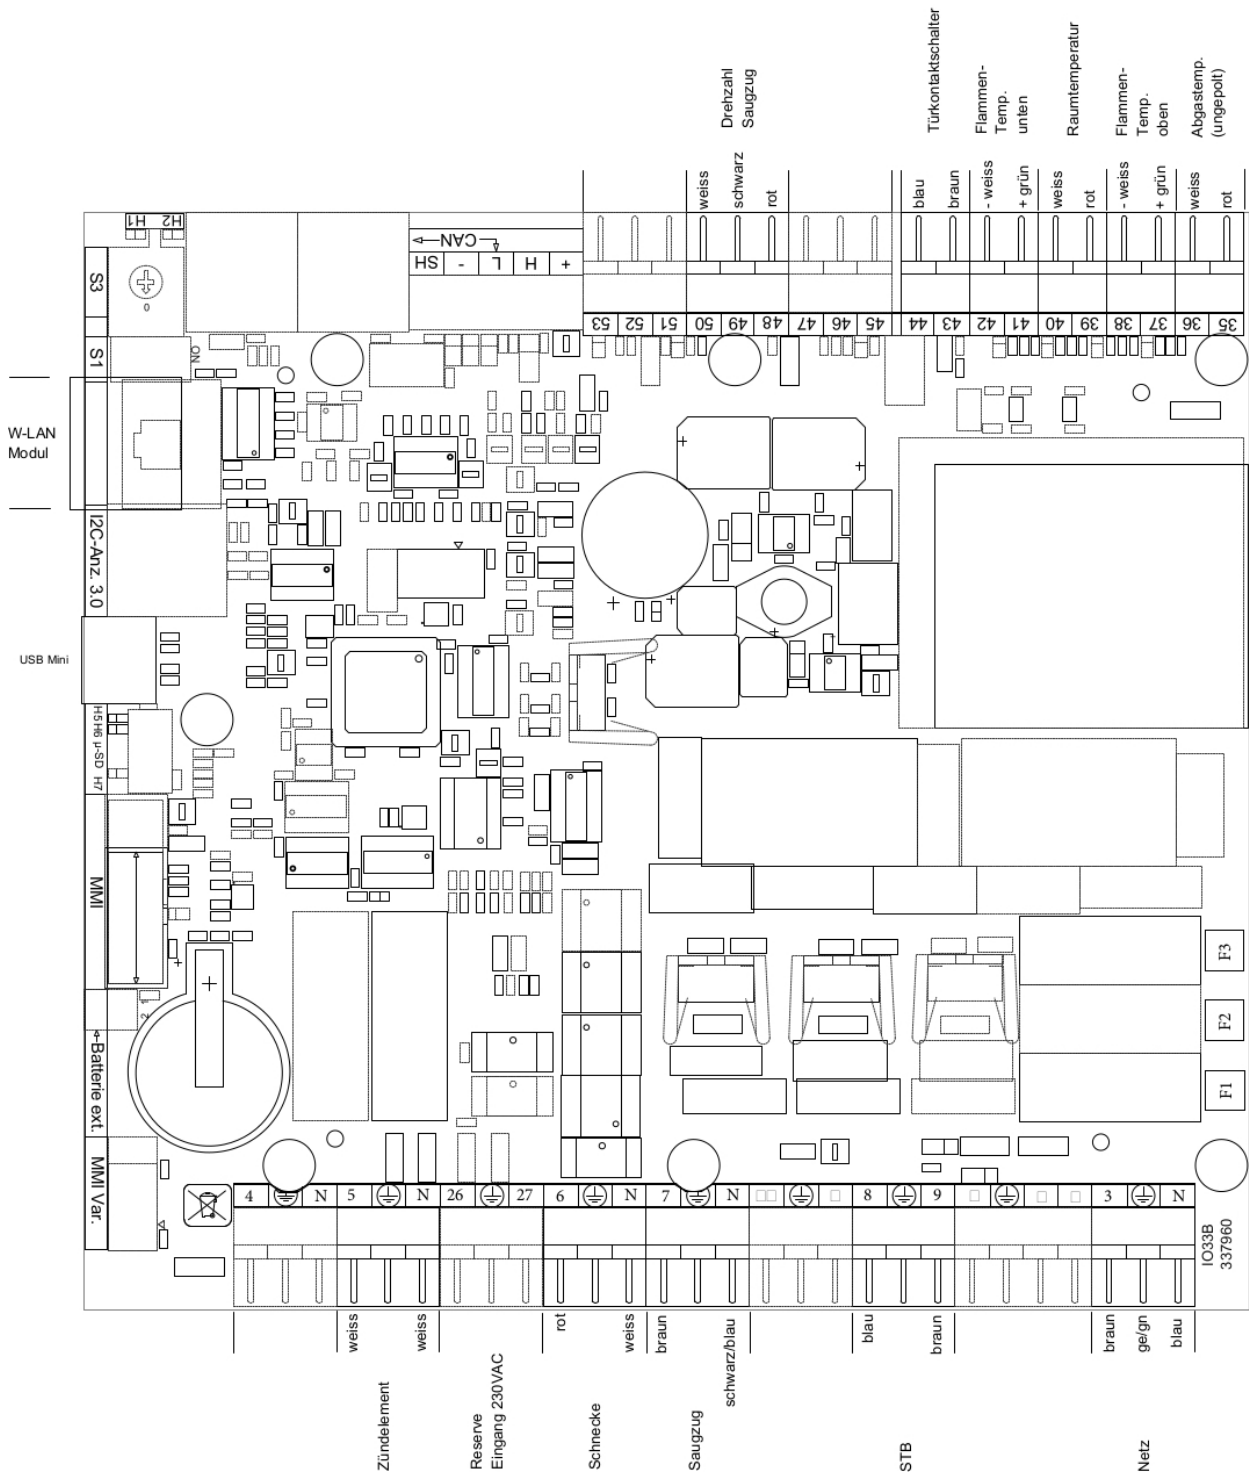 Drehzahl
Saugzug
Türkontaktschalter
Flammen-
Temp.
unten
Raumtemperatur
Flammen-
Temp.
oben
Abgastemp.
(ungepolt)
weiss
schwarz
rot
blau
braun
- weiss
+ grün
weiss
rot
- weiss
+ grün
weiss
rot
H1
H2
CAN
SH
-
L
H
+
53
52
51
50
49
48
47
46
45
44
43
42
41
40
39
38
37
36
35
S3
0
S1
NO
W-LAN
Modul
I2C-Anz. 3.0
USB Mini
H5 H6 µ-SD H7
MMI
2 1
Batterie ext.
MMI Var.
F3
F2
F1
4
N
5
N
26
27
6
N
7
N
8
9
3
N
IO33B
337960
weiss
weiss
rot
weiss
braun
schwarz/blau
blau
braun
braun
ge/gn
blau
Zündelement
Reserve
Eingang 230VAC
Schnecke
Saugzug
STB
Netz